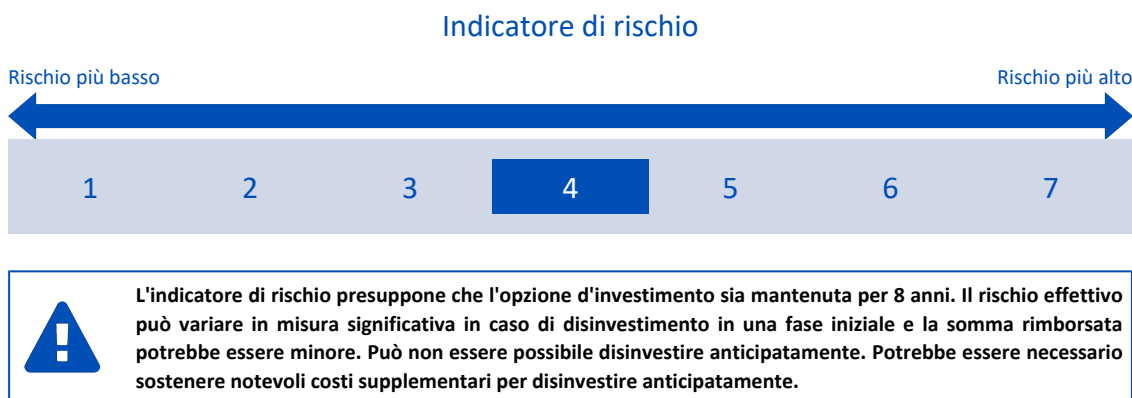 Indicatore di rischio
Rischio più basso
Rischio più alto
1 2 3 4 5 6 7
L'indicatore di rischio presuppone che l'opzione d'investimento sia mantenuta per 8 anni. Il rischio effettivo
può variare in misura significativa in caso di disinvestimento in una fase iniziale e la somma rimborsata
potrebbe essere minore. Può non essere possibile disinvestire anticipatamente. Potrebbe essere necessario
sostenere notevoli costi supplementari per disinvestire anticipatamente.